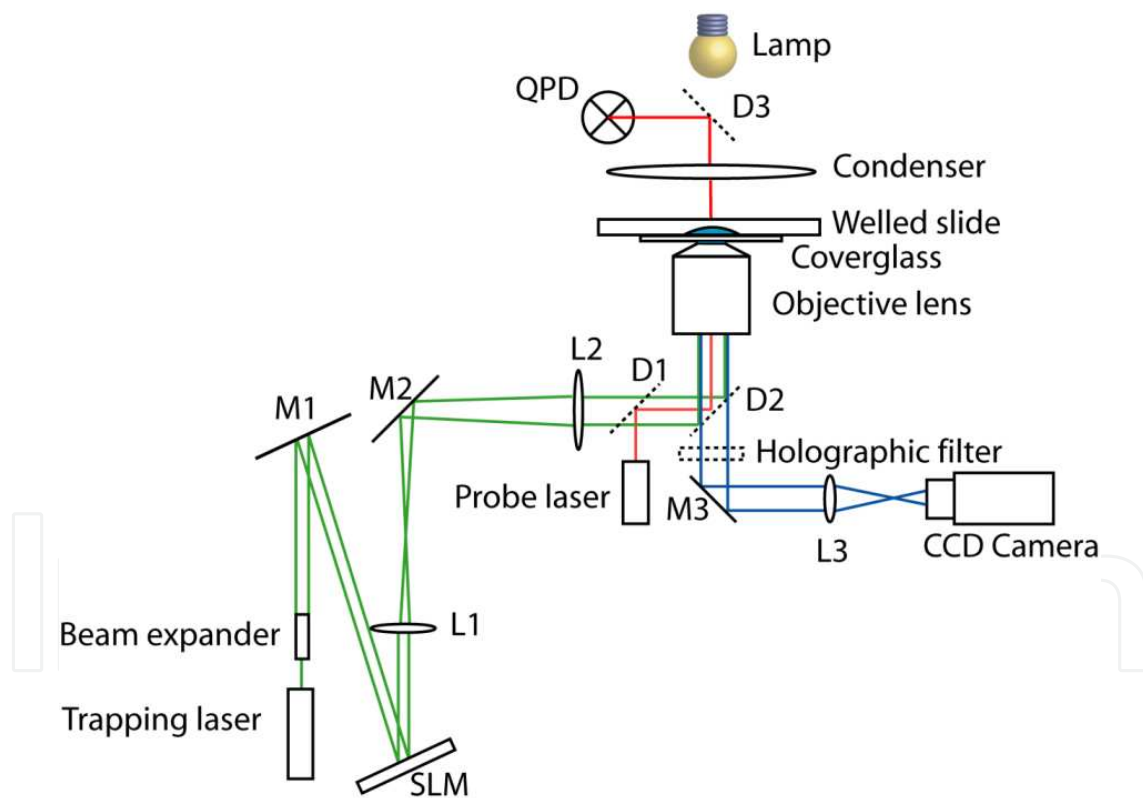 Lamp
QPD
D3
Condenser
Welled slide
Coverglass
Objective lens
L2
D1
M2
D2
M1
Holographic filter
Probe laser
M3
L3
CCD Camera
L1
Beam expander
Trapping laser
SLM